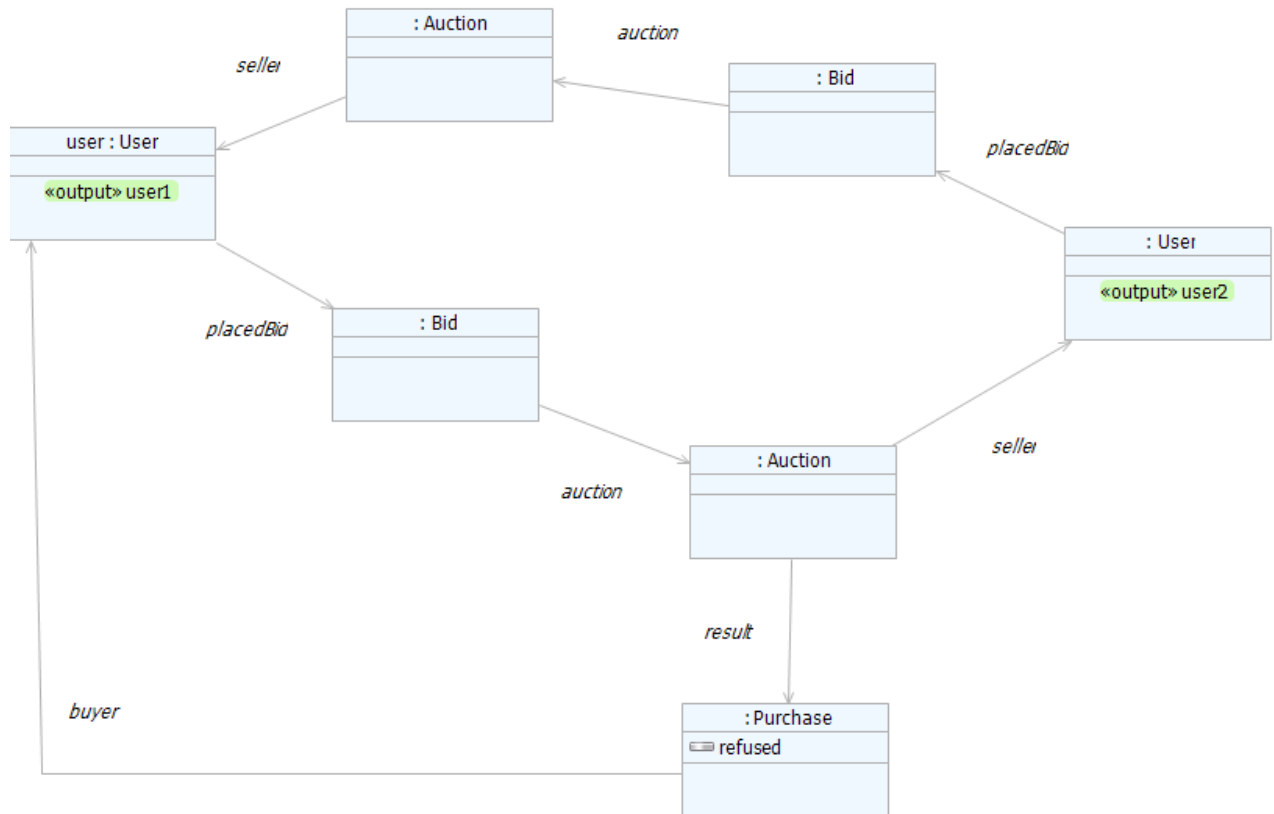 : Auction
auction
seller
: Bid
user : User
«output» user1
placedBid
: User
«output» user2
: Bid
placedBid
: Auction
seller
auction
result
buyer
: Purchase
refused